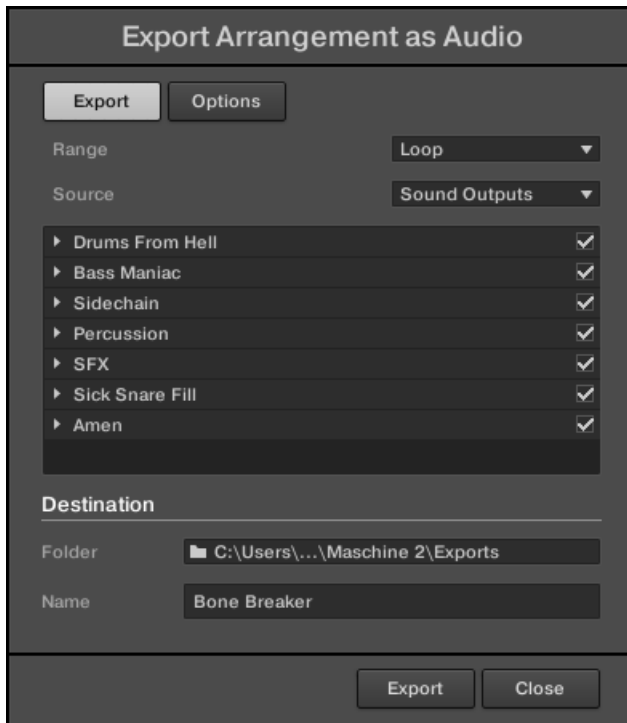 Export Arrangement as Audio
Export Options
Range Loop
Source Sound Outputs
Drums From Hell
Bass Maniac
Sidechain
Percussion
SFX
Sick Snare Fill
Amen
Destination
Folder C:\Users\...\Maschine 2\Exports
Name Bone Breaker
Export Close